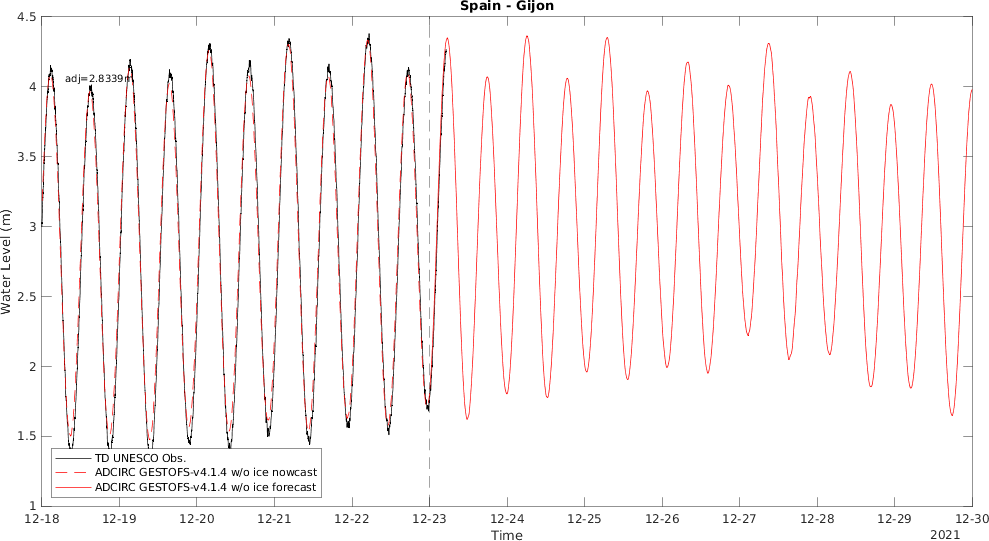 Spain - Gijon
4.5
4
3.5
3
2.5
2
1.5
1
Water Level (m)
adj=2.8339m
TD UNESCO Obs.
ADCIRC GESTOFS-v4.1.4 w/o ice nowcast
ADCIRC GESTOFS-v4.1.4 w/o ice forecast
12-18 12-19 12-20 12-21 12-22 12-23 12-24 12-25 12-26 12-27 12-28 12-29 12-30
Time
2021